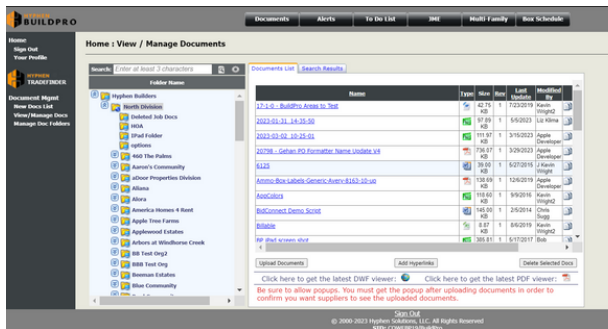 HYPHEN
BUILDPRO
Documents Alerts To Do List JME Multi-Family Box Schedule
Home
Sign Out
Your Profile
HYPHEN
TRADEFINDER
Document Mgmt
View Docs List
View/Manage Docs
Manage Doc Folders
Home : View / Manage Documents
Search: Enter at least 3 characters
Folder Name
Hyphen Builders
North Division
Deleted Job Docs
HOA
IPad Folder
options
460 The Palms
Aaron's Community
aDoor Properties Division
Aliana
Alora
America Homes 4 Rent
Apple Tree Farms
Applewood Estates
Arbors at Windhorse Creek
BB Test Org2
BBB Test Org
Beeman Estates
Blue Community
Documents List Search Results
Name Type Size Rev Last Update Modified By
17-1-0 - BuildPro Areas to Test 42.75 KB 1 7/23/2019 Kevin Wright2
2023-01-31_14-35-50 97.89 KB 1 5/5/2023 Liz Klima
2023-03-02_10-25-01 111.97 KB 1 3/15/2023 Apple Developer
20798 - Gehan PO Formatter Name Update V4 736.07 KB 1 3/29/2023 Apple Developer
6125 39.00 KB 1 5/27/2015 J Kevin Wright
Ammo-Box-Labels-Generic-Avery-8163-10-up 138.69 KB 1 12/6/2019 Apple Developer
AppColors 118.60 KB 1 9/9/2016 Kevin Wright2
BidConnect Demo Script 145.00 KB 1 2/5/2014 Chris Sugg
Billable 8.87 KB 1 8/6/2019 Kevin Wright2
BP iPad screen shot 385.81 1 5/17/2017 Bob
Upload Documents Add Hyperlinks Delete Selected Docs
Click here to get the latest DWF viewer: Click here to get the latest PDF viewer:
Be sure to allow popups. You must get the popup after uploading documents in order to
confirm you want suppliers to see the uploaded documents.
Sign Out
© 2000-2023 Hyphen Solutions, LLC. All Rights Reserved